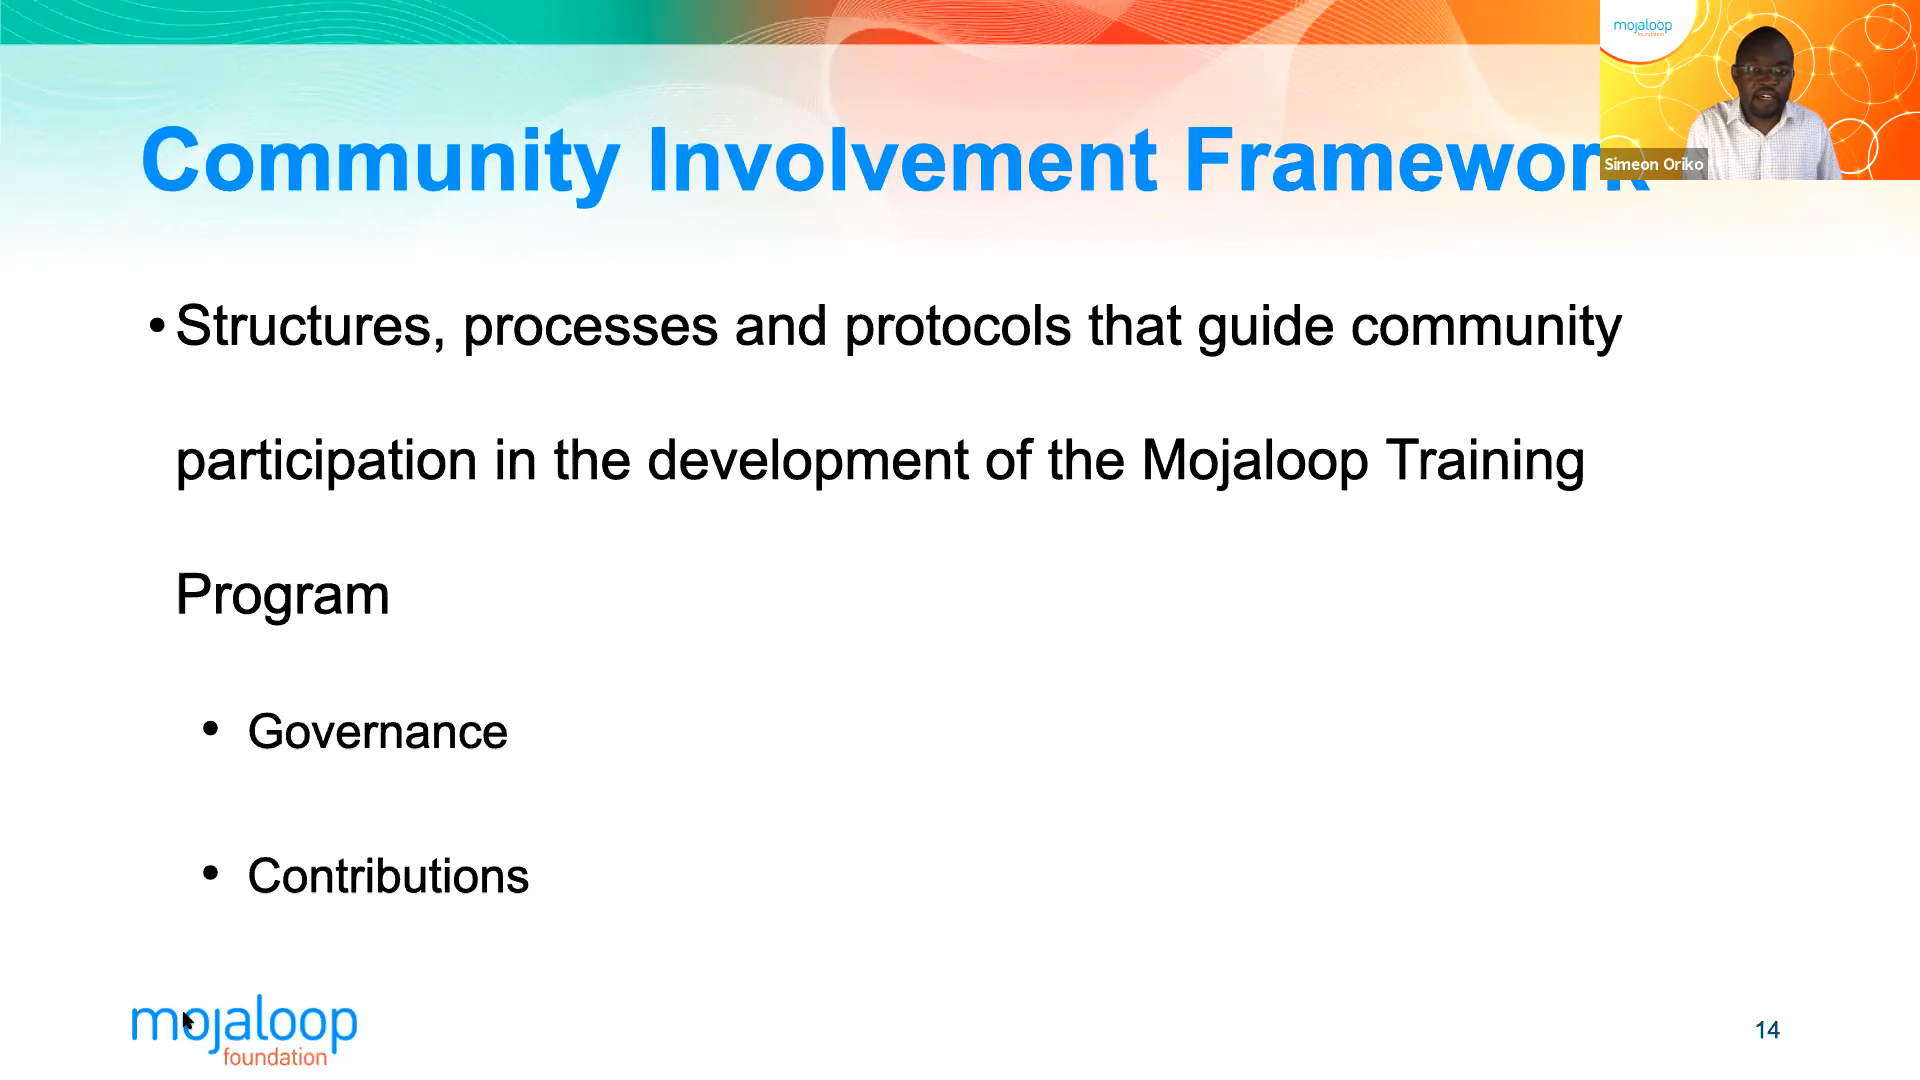 mojaloop
foundation
Simeon Oriko
Community Involvement Framework
• Structures, processes and protocols that guide community
participation in the development of the Mojaloop Training
Program
• Governance
• Contributions
mojaloop
foundation
14